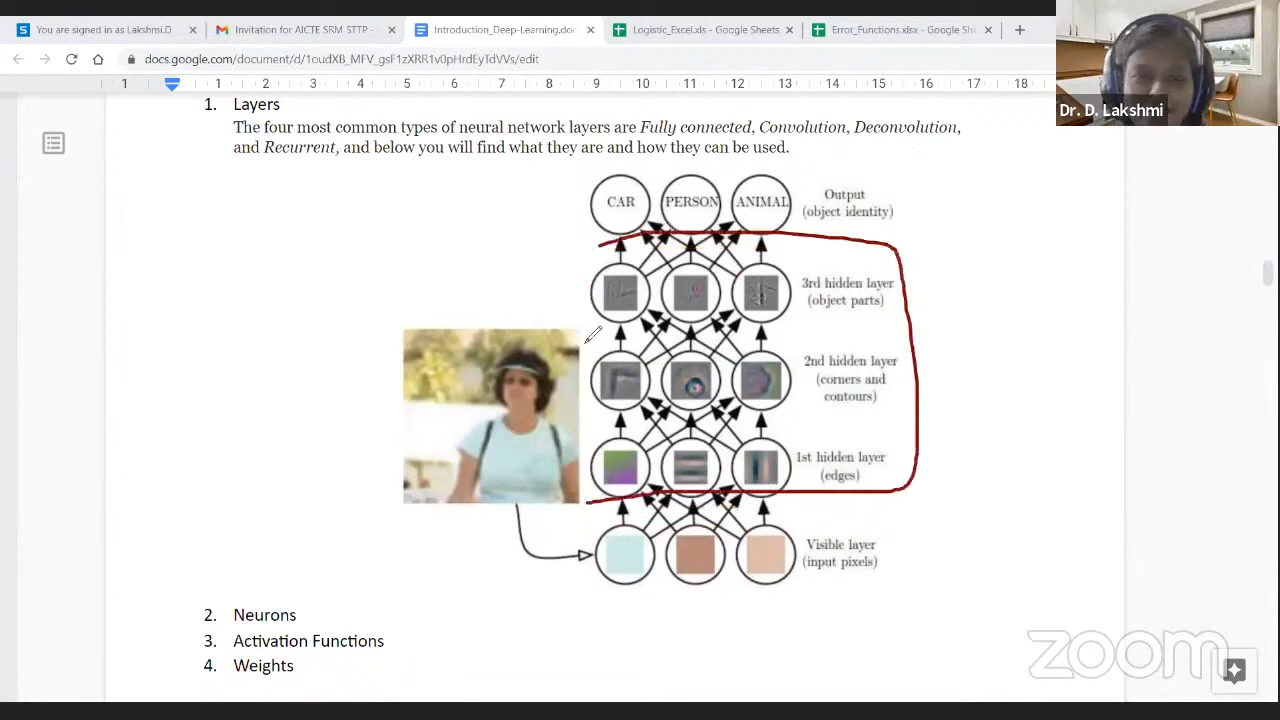 You are signed in as Lakshmi.D
Invitation for AICTE SRM STTP -
Introduction_Deep-Learning.doc
Logistic_Excel.xls - Google Sheets
Error_Functions.xlsx - Google She
docs.google.com/document/d/1oudXB_MFV_gsF1zXRR1v0pHrdEyTdVVs/edit
Dr. D. Lakshmi
1 1 2 3 4 5 6 7 8 9 10 11 12 13 14 15 16 17 18
1. Layers
The four most common types of neural network layers are Fully connected, Convolution, Deconvolution,
and Recurrent, and below you will find what they are and how they can be used.
CAR PERSON ANIMAL
Output
(object identity)
3rd hidden layer
(object parts)
2nd hidden layer
(corners and
contours)
1st hidden layer
(edges)
Visible layer
(input pixels)
2. Neurons
3. Activation Functions
4. Weights
zoom